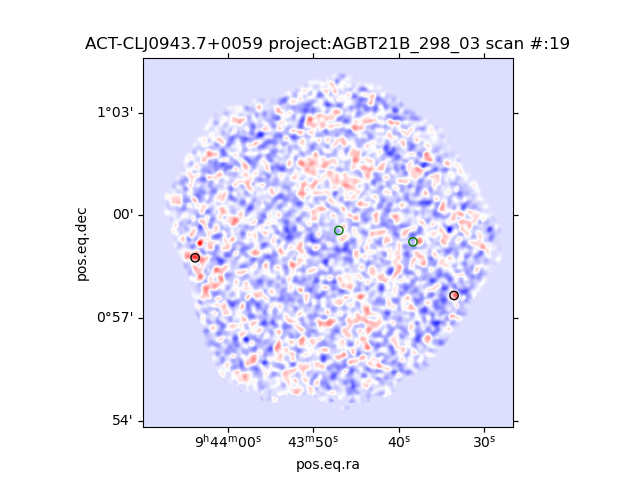 ACT-CLJ0943.7+0059 project:AGBT21B_298_03 scan #:19
1°03'
00'
0°57'
54'
pos.eq.dec
9h44m00s 43m50s 40s 30s
pos.eq.ra